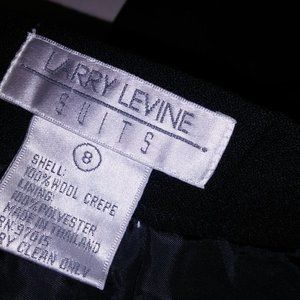 LARRY LEVINE
SUITS
8
SHELL:
100% WOOL CREPE
LINING:
100% POLYESTER
MADE IN THAILAND
RN 97015
DRY CLEAN ONLY